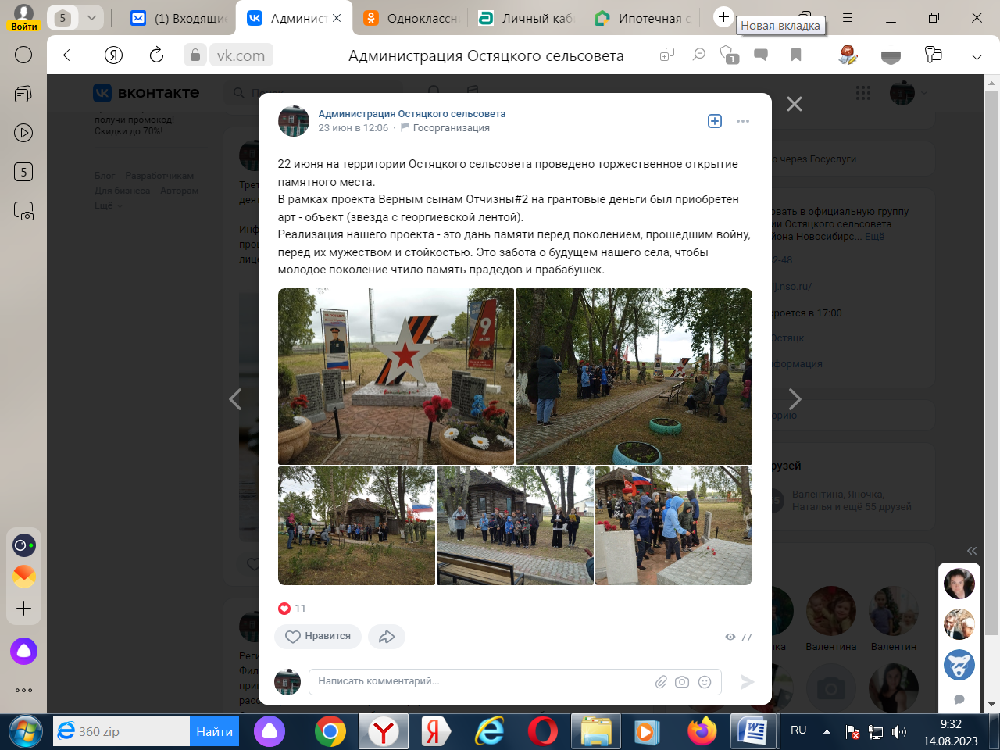 Войти
5
(1) Входящие
Админист
Одноклассн
Личный каб
Ипотечная с
Новая вкладка
vk.com
Администрация Остяцкого сельсовета
3
5
вконтакте
получи промокод!
Скидки до 70%!
Блог Разработчикам
Для бизнеса Авторам
Ещё
Администрация Остяцкого сельсовета
23 июн в 12:06 · Госорганизация
22 июня на территории Остяцкого сельсовета проведено торжественное открытие
памятного места.
В рамках проекта Верным сынам Отчизны#2 на грантовые деньги был приобретен
арт - объект (звезда с георгиевской лентой).
Реализация нашего проекта - это дань памяти перед поколением, прошедшим войну,
перед их мужеством и стойкостью. Это забота о будущем нашего села, чтобы
молодое поколение чтило память прадедов и прабабушек.
9
МАЯ
11
Нравится
77
Написать комментарий...
о через Госуслуги
овать в официальную группу
ии Остяцкого сельсовета
йона Новосибирс... Ещё
2-48
ij.nso.ru/
кроется в 17:00
Остяцк
нформация
орию
рузей
Валентина, Яночка,
Наталья и ещё 55 друзей
ыка
Валентина
Валентин
360 zip
Найти
RU
9:32
14.08.2023